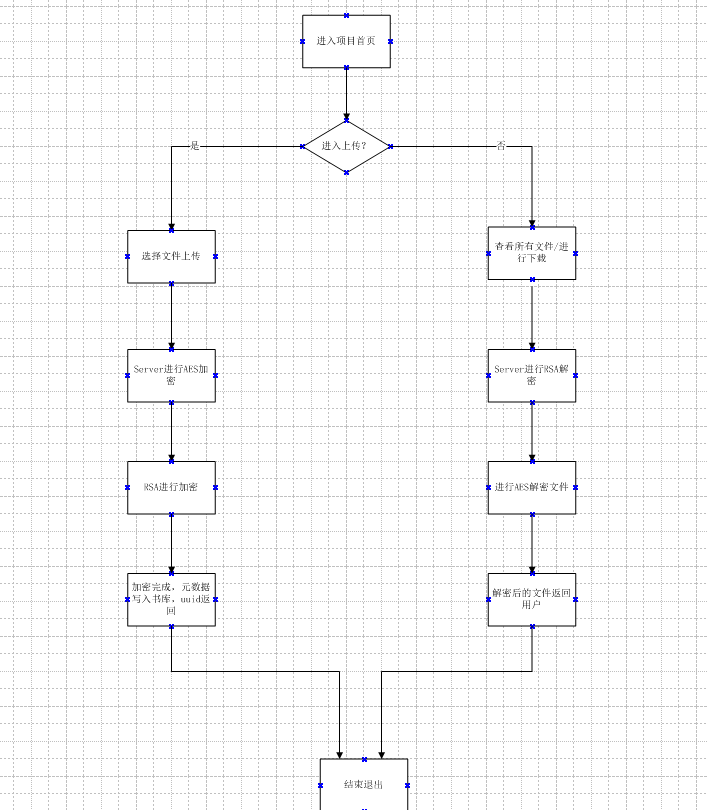 进入项目首页
进入上传?
是
否
选择文件上传
查看所有文件/进
行下载
Server进行AES加
密
Server进行RSA解
密
RSA进行加密
进行AES解密文件
加密完成，元数据
写入书库，uuid返
回
解密后的文件返回
用户
结束退出